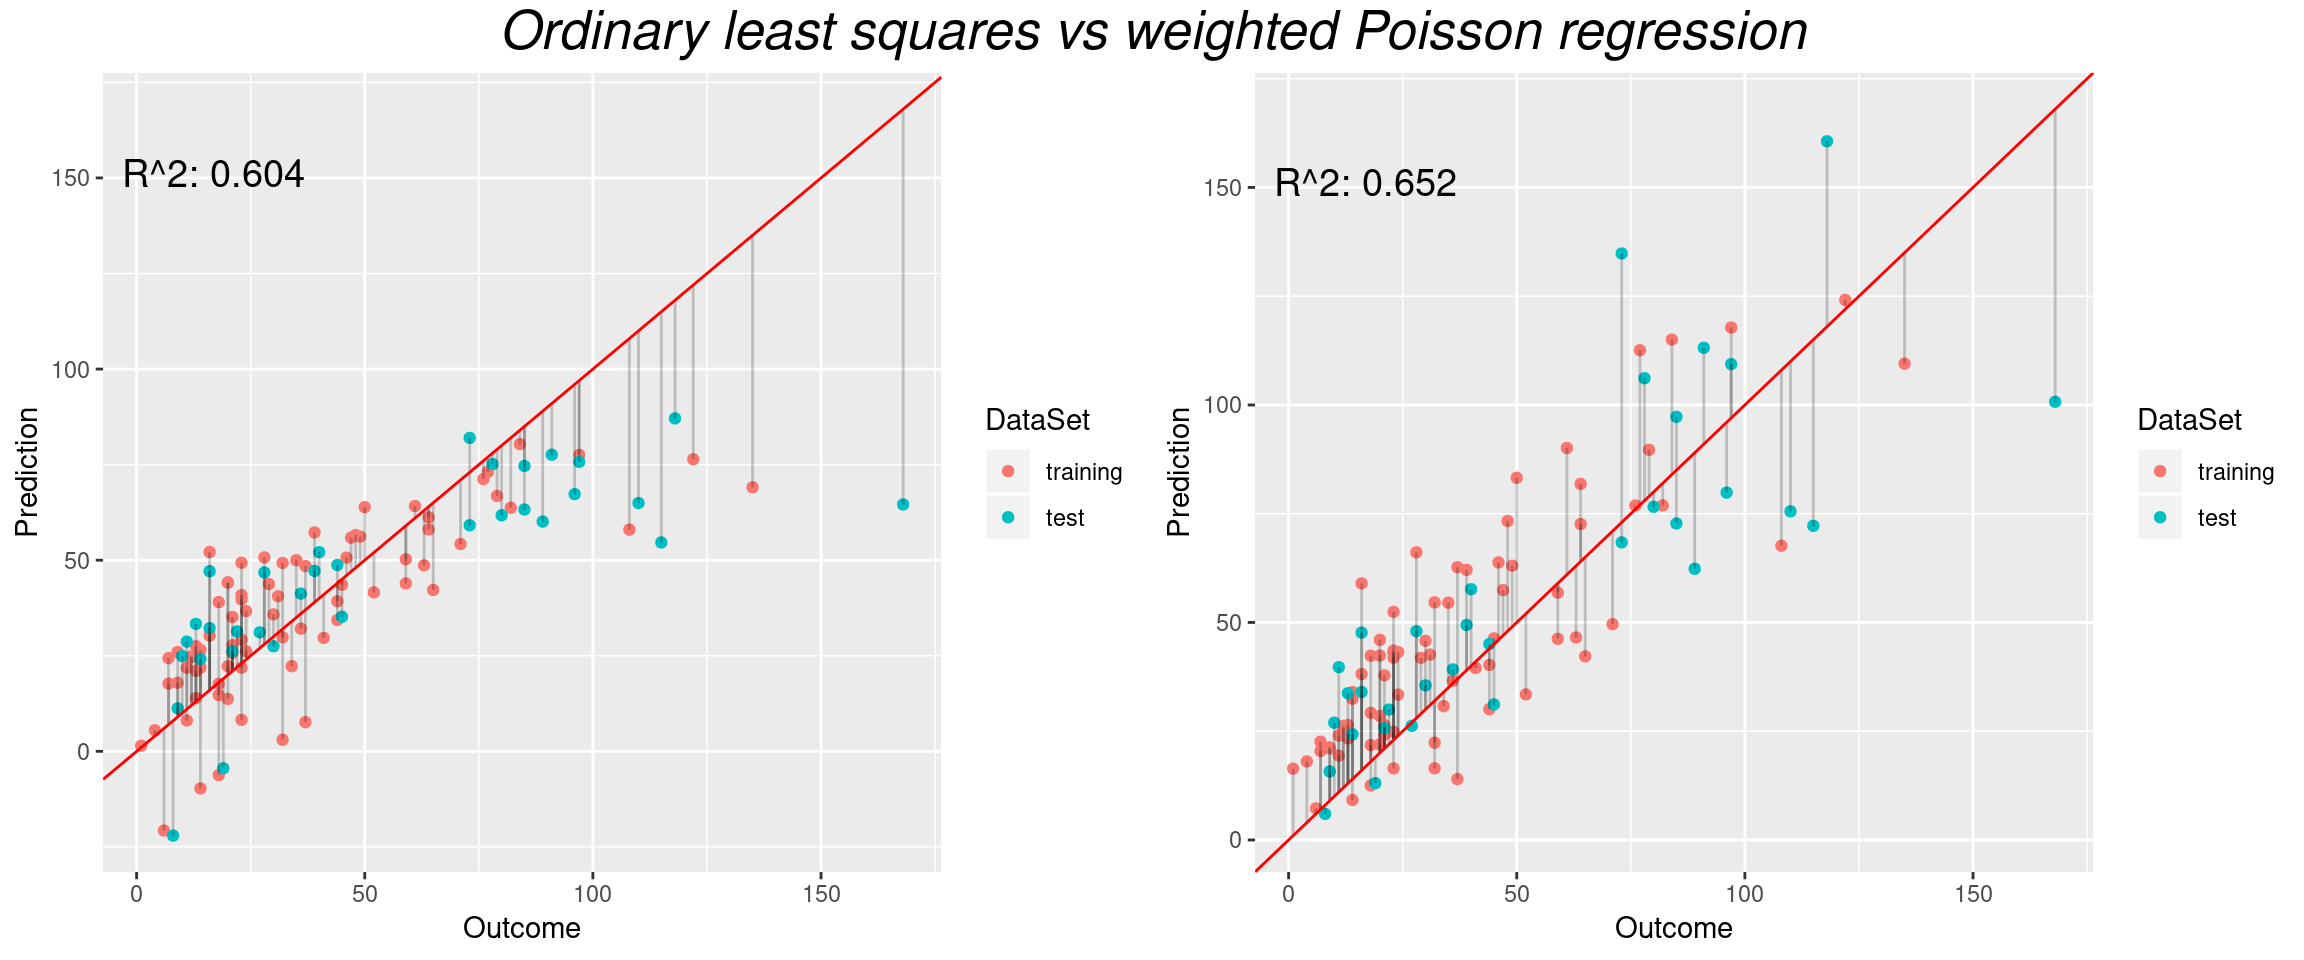 Ordinary least squares vs weighted Poisson regression
R^2: 0.604
150
100
50
0
0 50 100 150
Outcome
Prediction
DataSet
training
test
R^2: 0.652
150
100
50
0
0 50 100 150
Outcome
Prediction
DataSet
training
test